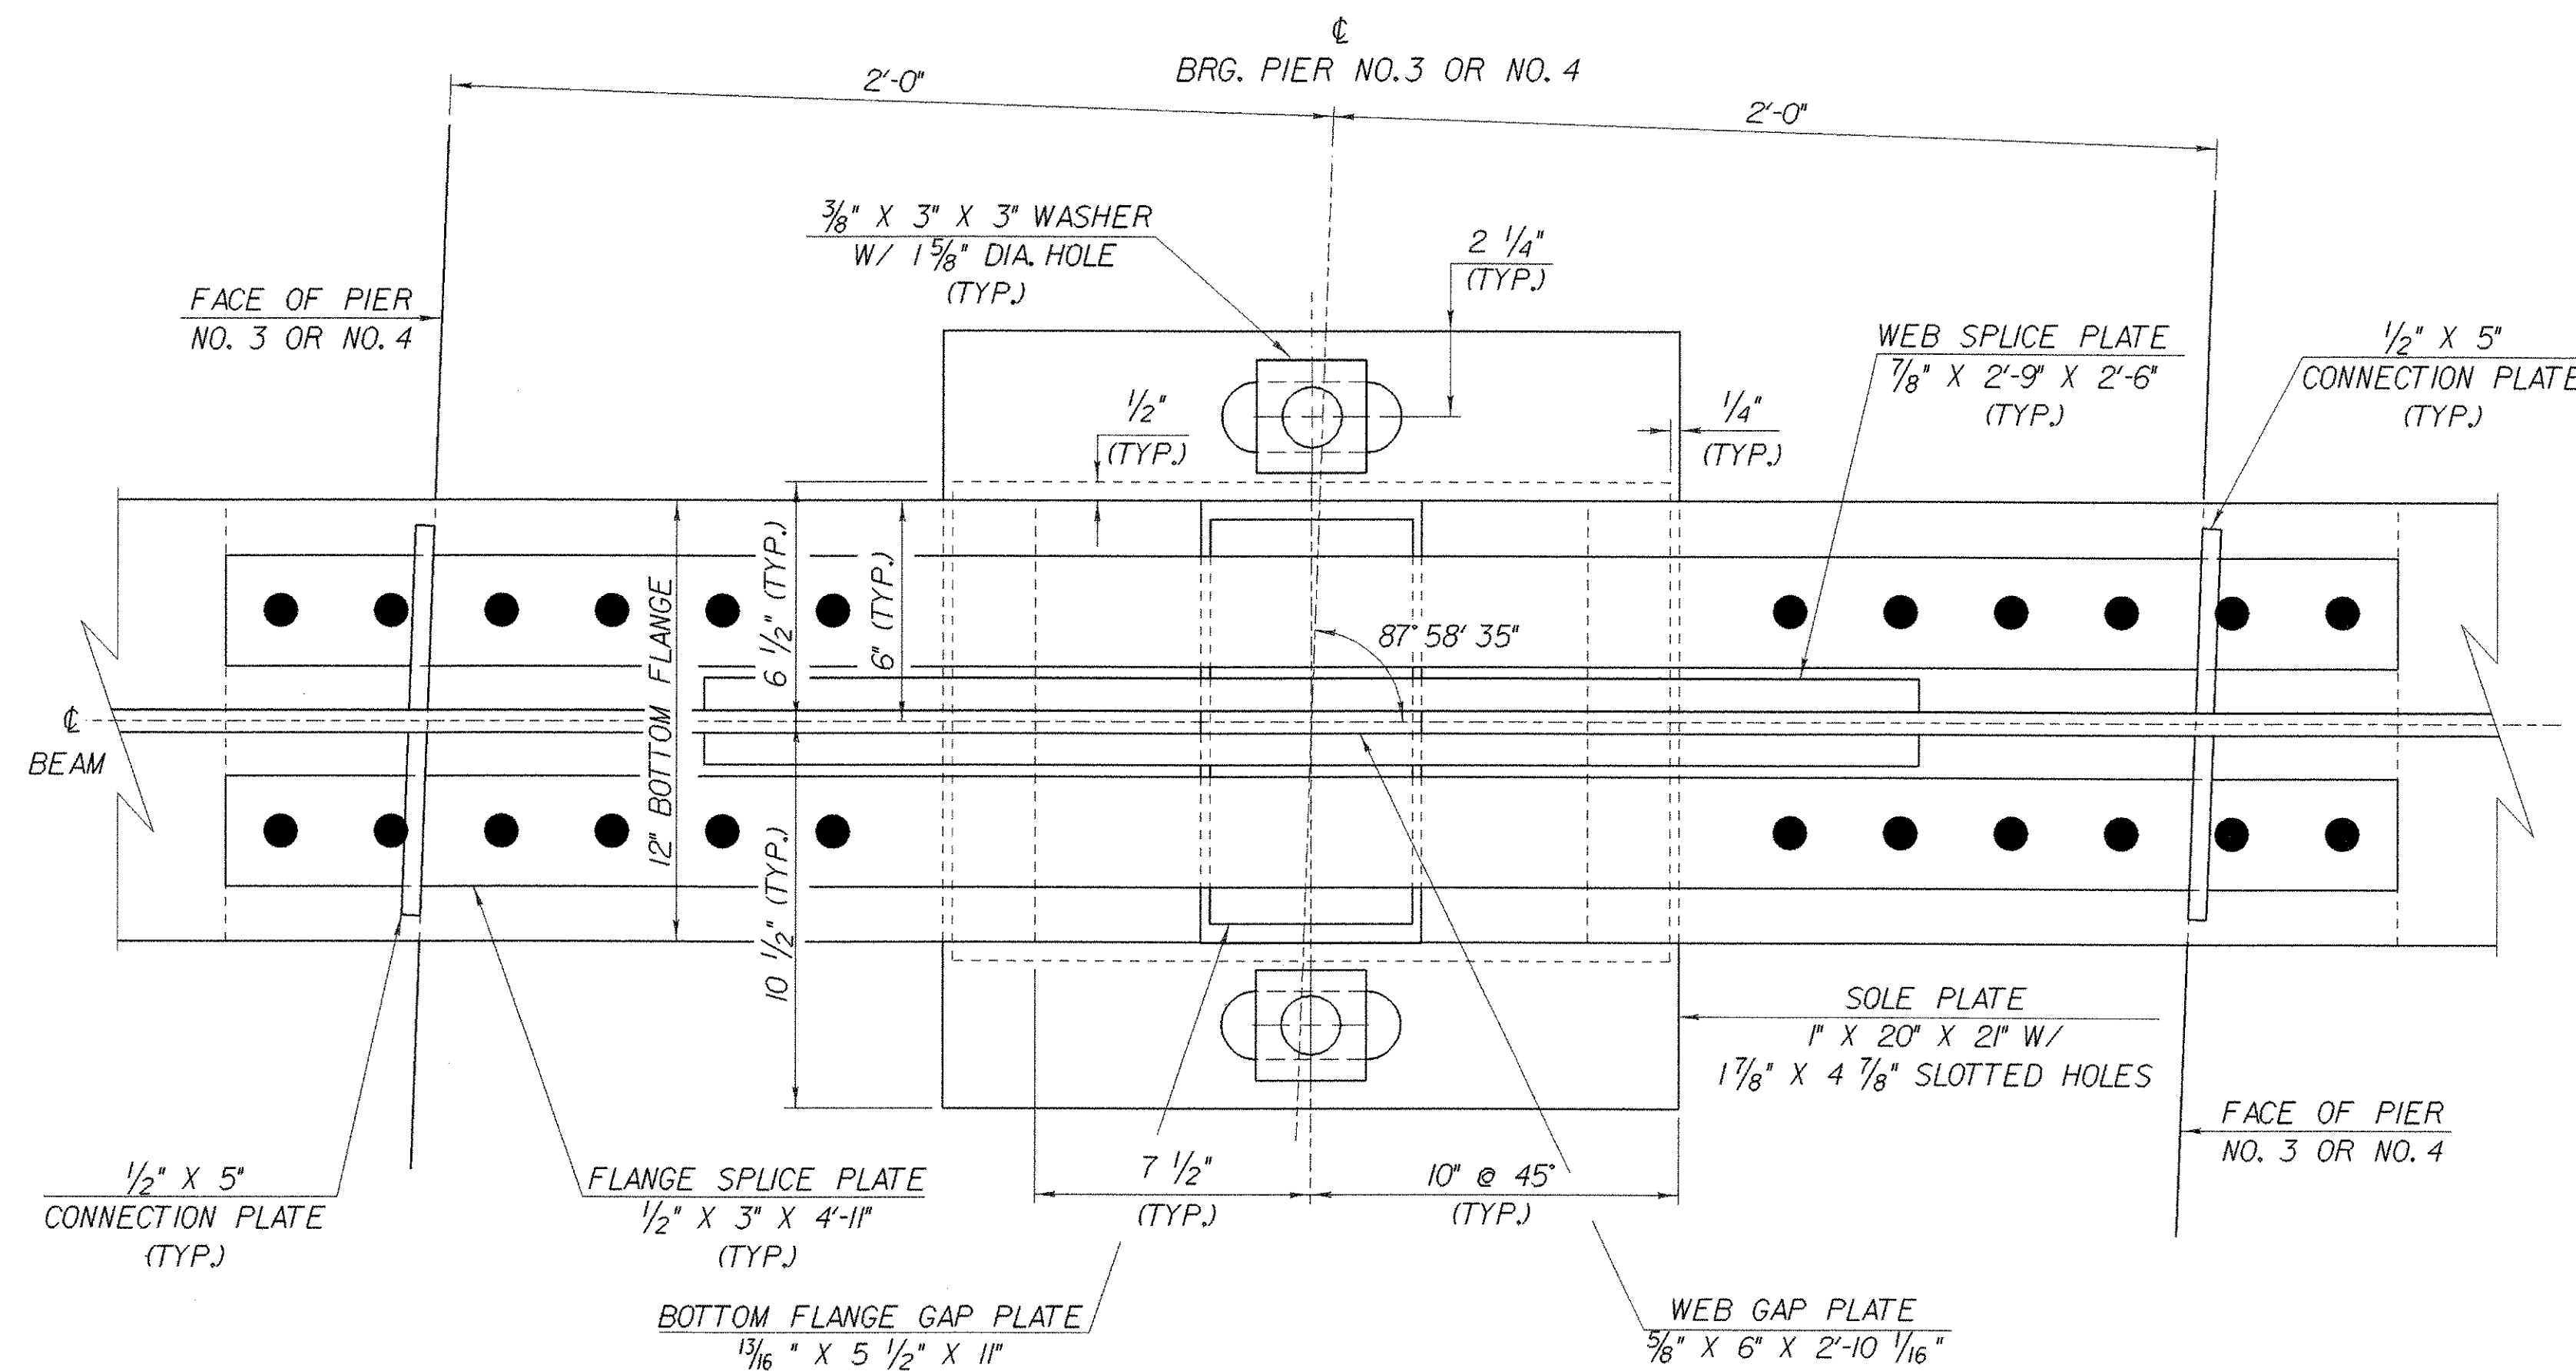 ℄
BRG. PIER NO.3 OR NO. 4
2'-0"
2'-0"
3/8" X 3" X 3" WASHER
W/ 1 5/8" DIA. HOLE
(TYP.)
2 1/4"
(TYP.)
FACE OF PIER
NO. 3 OR NO. 4
WEB SPLICE PLATE
7/8" X 2'-9" X 2'-6"
(TYP.)
1/2" X 5"
CONNECTION PLATE
(TYP.)
1/2"
(TYP.)
1/4"
(TYP.)
12" BOTTOM FLANGE
6 1/2" (TYP.)
6" (TYP.)
87° 58' 35"
℄
BEAM
10 1/2" (TYP.)
SOLE PLATE
1" X 20" X 21" W/
1 7/8" X 4 7/8" SLOTTED HOLES
FACE OF PIER
NO. 3 OR NO. 4
1/2" X 5"
CONNECTION PLATE
(TYP.)
FLANGE SPLICE PLATE
1/2" X 3" X 4'-11"
(TYP.)
7 1/2"
(TYP.)
10" @ 45°
(TYP.)
BOTTOM FLANGE GAP PLATE
13/16 " X 5 1/2" X 11"
WEB GAP PLATE
5/8" X 6" X 2'-10 1/16"